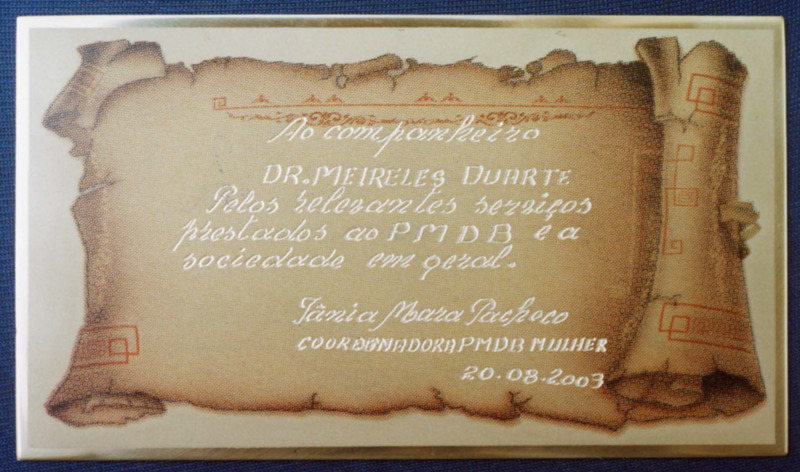 Ao companheiro
DR. MEIRELES DUARTE
Pelos relevantes serviços
prestados ao PMDB e a
sociedade em geral.
Tânia Mara Pacheco
COORDENADORA PMDB MULHER
20.08.2003